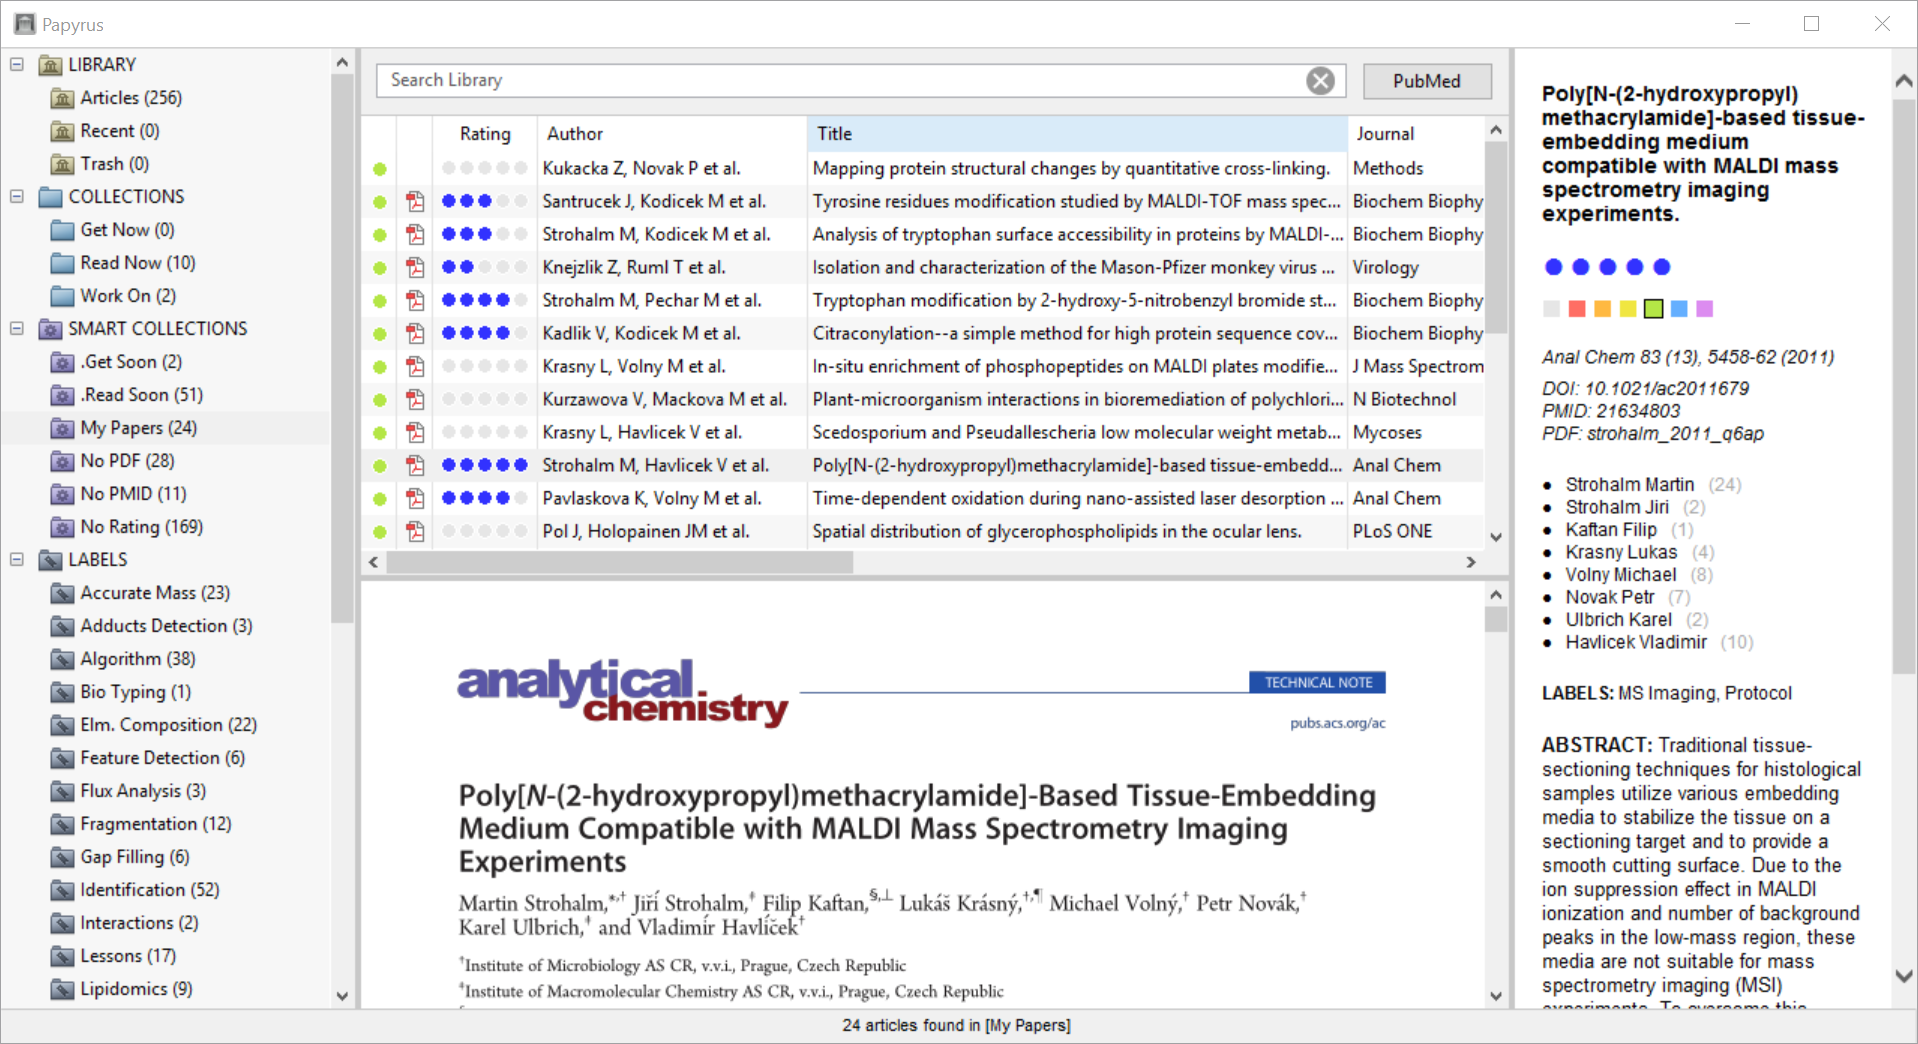 Papyrus
LIBRARY
Articles (256)
Recent (0)
Trash (0)
COLLECTIONS
Get Now (0)
Read Now (10)
Work On (2)
SMART COLLECTIONS
.Get Soon (2)
.Read Soon (51)
My Papers (24)
No PDF (28)
No PMID (11)
No Rating (169)
LABELS
Accurate Mass (23)
Adducts Detection (3)
Algorithm (38)
Bio Typing (1)
Elm. Composition (22)
Feature Detection (6)
Flux Analysis (3)
Fragmentation (12)
Gap Filling (6)
Identification (52)
Interactions (2)
Lessons (17)
Lipidomics (9)
Search Library
PubMed
Rating Author Title Journal
Kukacka Z, Novak P et al. Mapping protein structural changes by quantitative cross-linking. Methods
Santrucek J, Kodicek M et al. Tyrosine residues modification studied by MALDI-TOF mass spec... Biochem Biophy
Strohalm M, Kodicek M et al. Analysis of tryptophan surface accessibility in proteins by MALDI-... Biochem Biophy
Knejzlik Z, Ruml T et al. Isolation and characterization of the Mason-Pfizer monkey virus ... Virology
Strohalm M, Pechar M et al. Tryptophan modification by 2-hydroxy-5-nitrobenzyl bromide st... Biochem Biophy
Kadlik V, Kodicek M et al. Citraconylation--a simple method for high protein sequence cov... Biochem Biophy
Krasny L, Volny M et al. In-situ enrichment of phosphopeptides on MALDI plates modifie... J Mass Spectrom
Kurzawova V, Mackova M et al. Plant-microorganism interactions in bioremediation of polychlori... N Biotechnol
Krasny L, Havlicek V et al. Scedosporium and Pseudallescheria low molecular weight metab... Mycoses
Strohalm M, Havlicek V et al. Poly[N-(2-hydroxypropyl)methacrylamide]-based tissue-embedd... Anal Chem
Pavlaskova K, Volny M et al. Time-dependent oxidation during nano-assisted laser desorption ... Anal Chem
Pol J, Holopainen JM et al. Spatial distribution of glycerophospholipids in the ocular lens. PLoS ONE
analytical
chemistry
TECHNICAL NOTE
pubs.acs.org/ac
Poly[N-(2-hydroxypropyl)methacrylamide]-Based Tissue-Embedding
Medium Compatible with MALDI Mass Spectrometry Imaging
Experiments
Martin Strohalm,*,† Jiří Strohalm,‡ Filip Kaftan,§,⊥ Lukáš Krásný,†,¶ Michael Volný,† Petr Novák,†
Karel Ulbrich,‡ and Vladimír Havlíček†
†Institute of Microbiology AS CR, v.v.i., Prague, Czech Republic
‡Institute of Macromolecular Chemistry AS CR, v.v.i., Prague, Czech Republic
Poly[N-(2-hydroxypropyl)
methacrylamide]-based tissue-
embedding medium
compatible with MALDI mass
spectrometry imaging
experiments.
Anal Chem 83 (13), 5458-62 (2011)
DOI: 10.1021/ac2011679
PMID: 21634803
PDF: strohalm_2011_q6ap
• Strohalm Martin (24)
• Strohalm Jiri (2)
• Kaftan Filip (1)
• Krasny Lukas (4)
• Volny Michael (8)
• Novak Petr (7)
• Ulbrich Karel (2)
• Havlicek Vladimir (10)
LABELS: MS Imaging, Protocol
ABSTRACT: Traditional tissue-
sectioning techniques for histological
samples utilize various embedding
media to stabilize the tissue on a
sectioning target and to provide a
smooth cutting surface. Due to the
ion suppression effect in MALDI
ionization and number of background
peaks in the low-mass region, these
media are not suitable for mass
spectrometry imaging (MSI)
experiments. To overcome this
24 articles found in [My Papers]